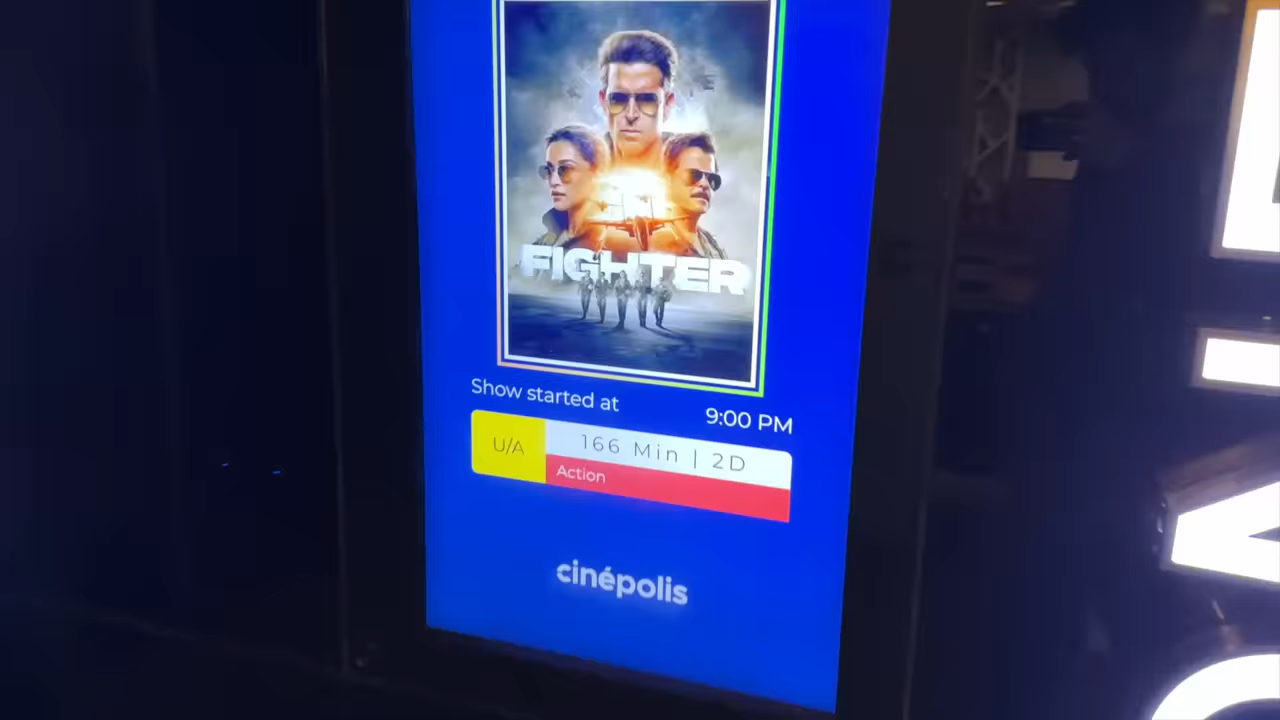 FIGHTER
Show started at 9:00 PM
U/A 166 Min | 2D
Action
cinépolis